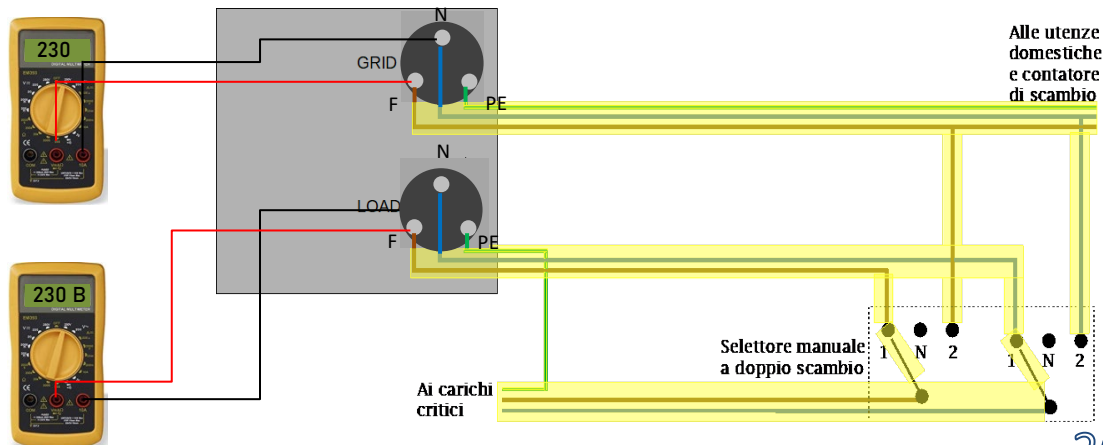 230
GRID
N
F
PE
Alle utenze
domestiche
e contatore
di scambio
N
LOAD
F
PE
230 B
Selettore manuale
a doppio scambio
1 N 2
1 N 2
Ai carichi
critici